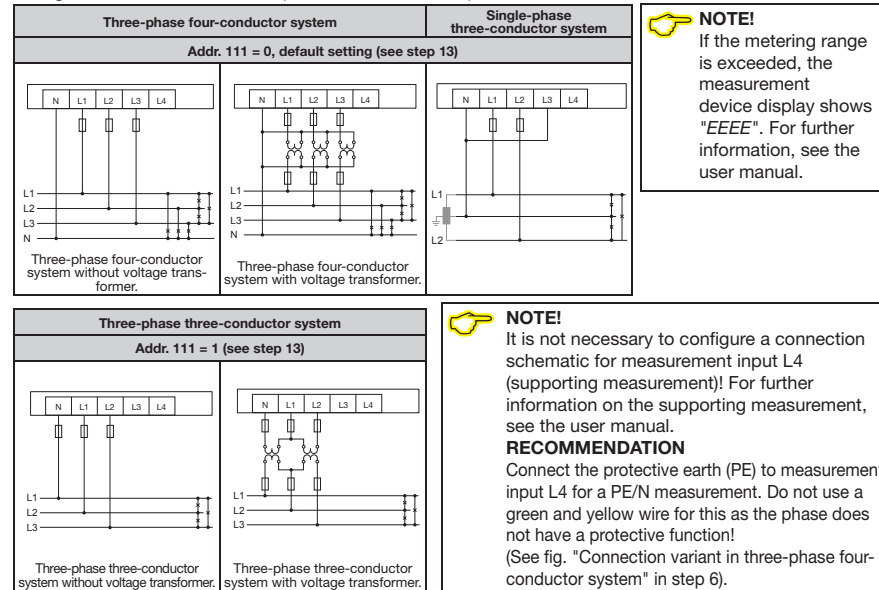 Three-phase four-conductor system
Single-phase
three-conductor system
Addr. 111 = 0, default setting (see step 13)
N L1 L2 L3 L4
L1
L2
L3
N
Three-phase four-conductor
system without voltage trans-
former.
N L1 L2 L3 L4
L1
L2
L3
N
Three-phase four-conductor
system with voltage transformer.
N L1 L2 L3 L4
L1
L2
NOTE!
If the metering range
is exceeded, the
measurement
device display shows
"EEEE". For further
information, see the
user manual.
Three-phase three-conductor system
Addr. 111 = 1 (see step 13)
N L1 L2 L3 L4
L1
L2
L3
Three-phase three-conductor
system without voltage transformer.
N L1 L2 L3 L4
L1
L2
L3
Three-phase three-conductor
system with voltage transformer.
NOTE!
It is not necessary to configure a connection
schematic for measurement input L4
(supporting measurement)! For further
information on the supporting measurement,
see the user manual.
RECOMMENDATION
Connect the protective earth (PE) to measurement
input L4 for a PE/N measurement. Do not use a
green and yellow wire for this as the phase does
not have a protective function!
(See fig. "Connection variant in three-phase four-
conductor system" in step 6).